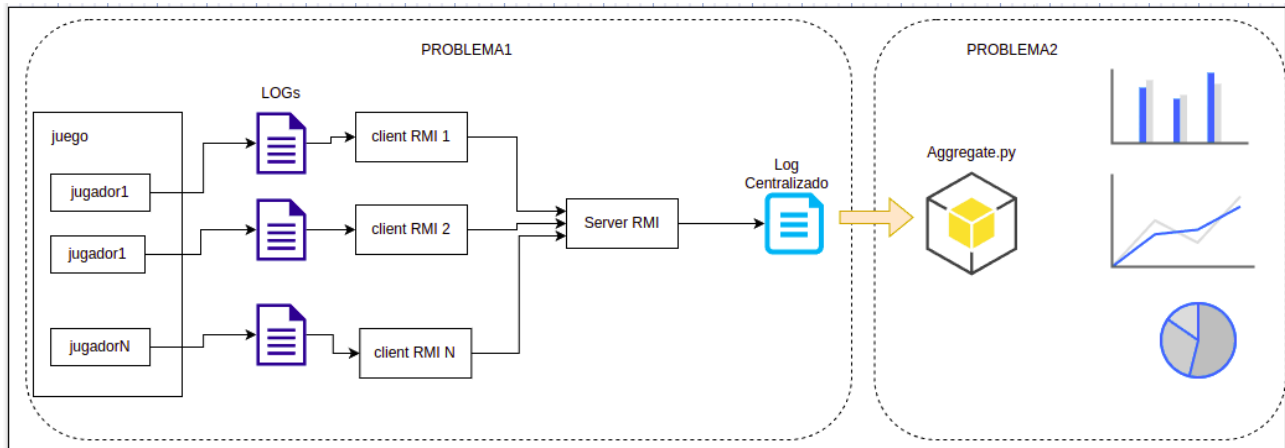 PROBLEMA1
PROBLEMA2
LOGs
juego
client RMI 1
jugador1
Aggregate.py
Log
Centralizado
client RMI 2
Server RMI
jugador1
jugadorN
client RMI N